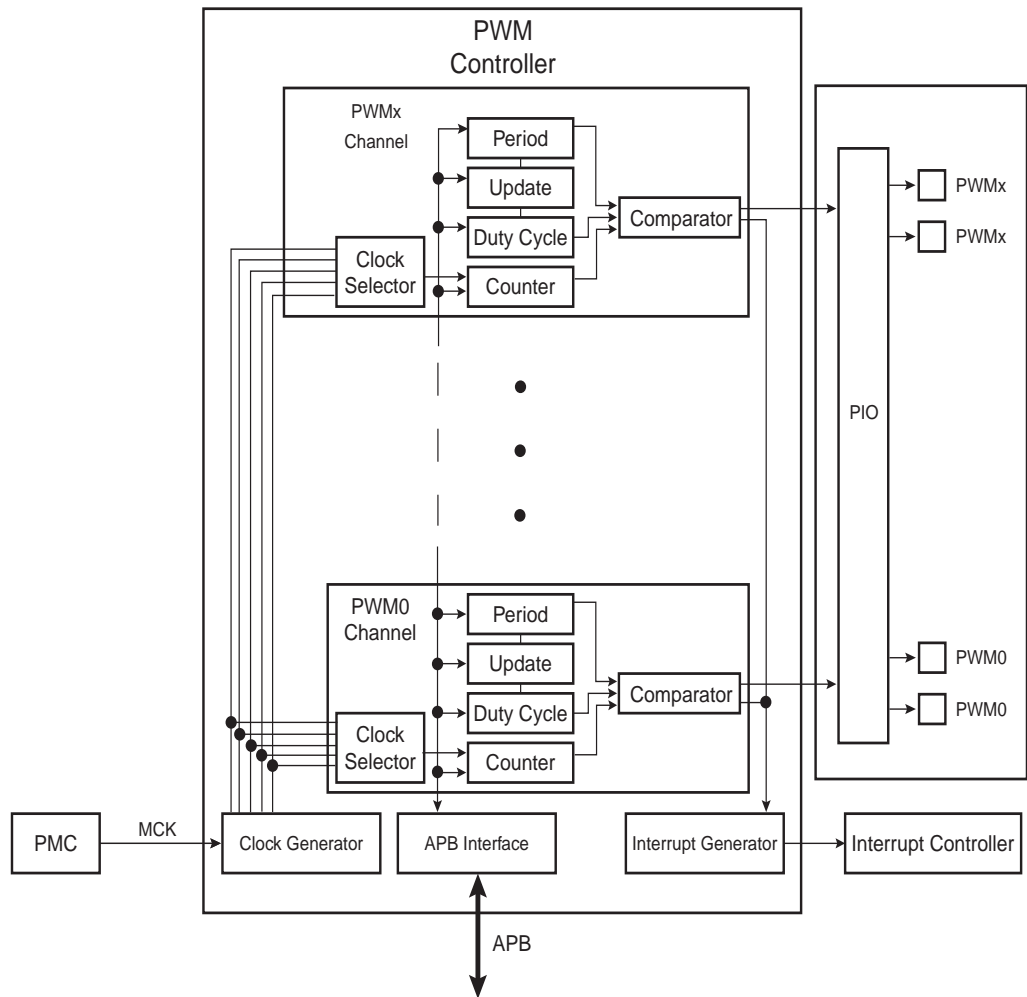 PWM
Controller
PWMx
Channel
Period
Update
Duty Cycle
Counter
Clock
Selector
Comparator
PWMx
PWMx
PIO
PWM0
Channel
Period
Update
Duty Cycle
Counter
Clock
Selector
Comparator
PWM0
PWM0
PMC
MCK
Clock Generator
APB Interface
Interrupt Generator
Interrupt Controller
APB